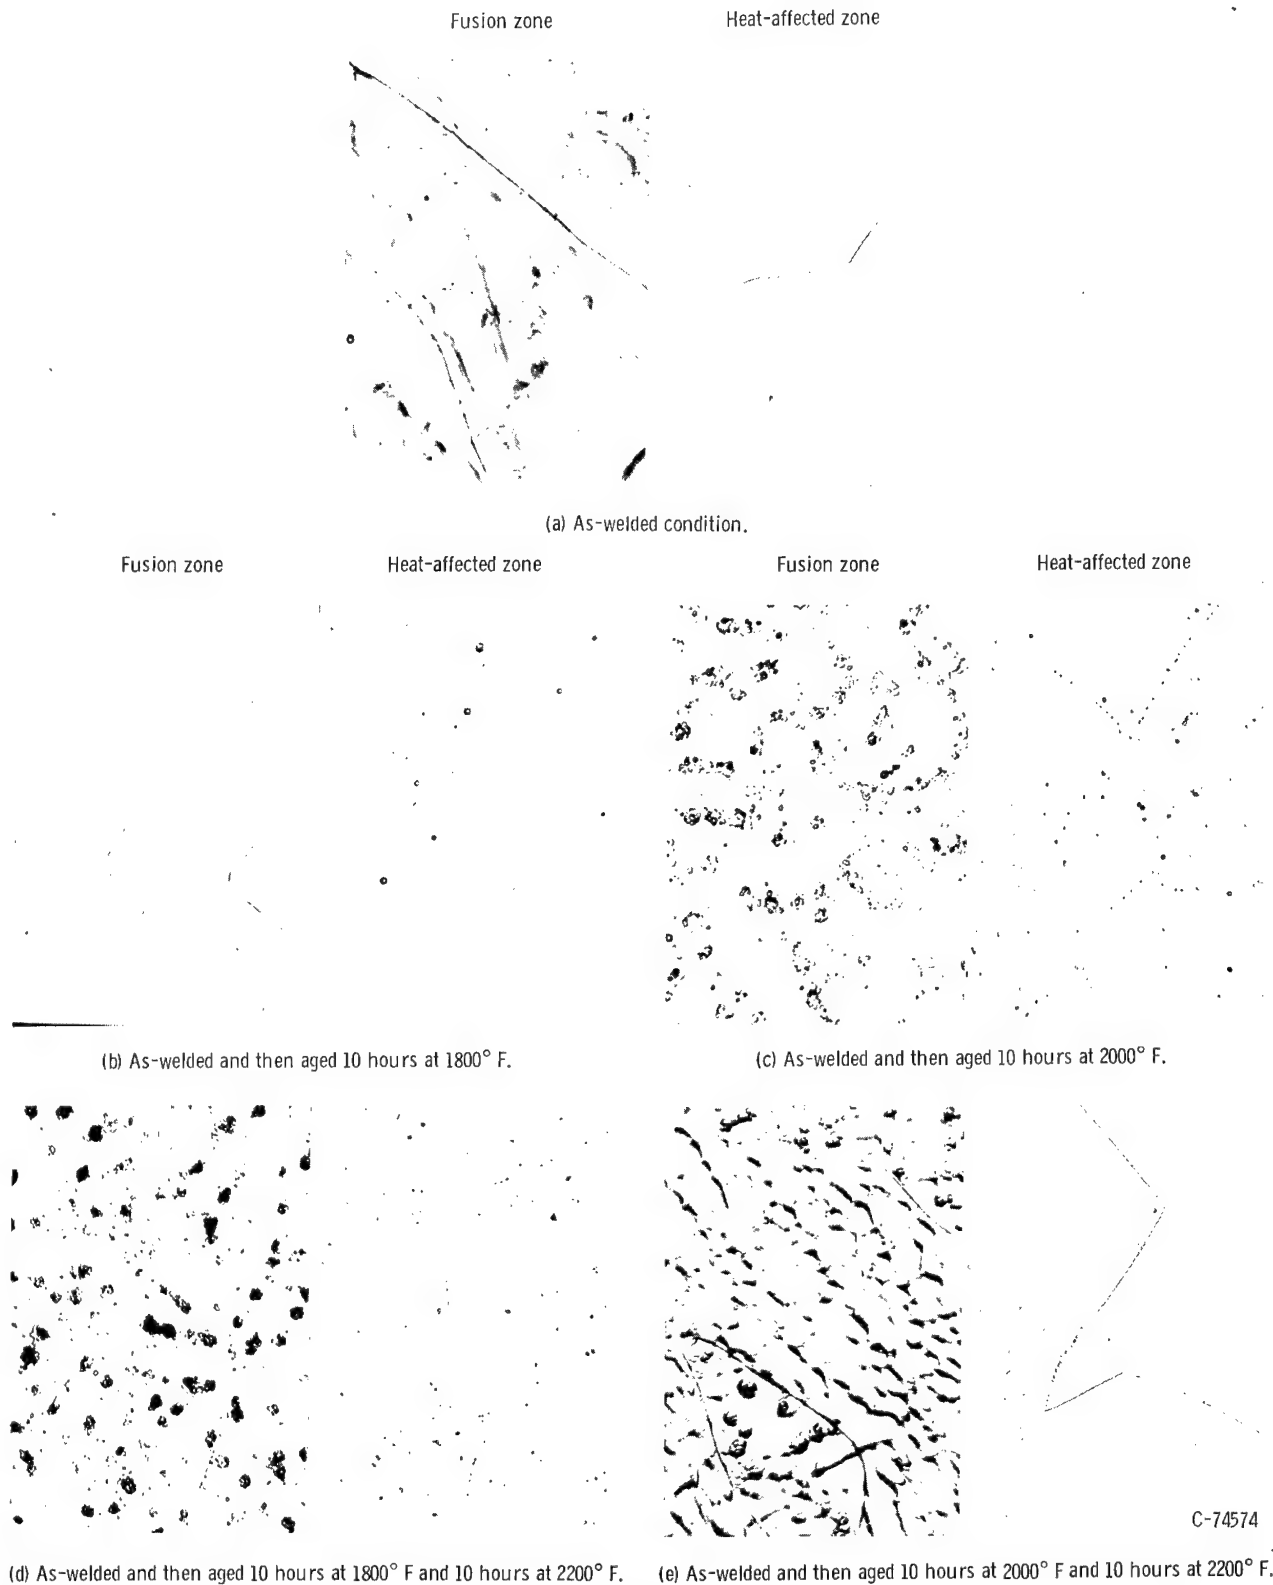 Fusion zone
Heat-affected zone
(a) As-welded condition.
Fusion zone
Heat-affected zone
Fusion zone
Heat-affected zone
(b) As-welded and then aged 10 hours at 1800° F.
(c) As-welded and then aged 10 hours at 2000° F.
C-74574
(d) As-welded and then aged 10 hours at 1800° F and 10 hours at 2200° F.
(e) As-welded and then aged 10 hours at 2000° F and 10 hours at 2200° F.